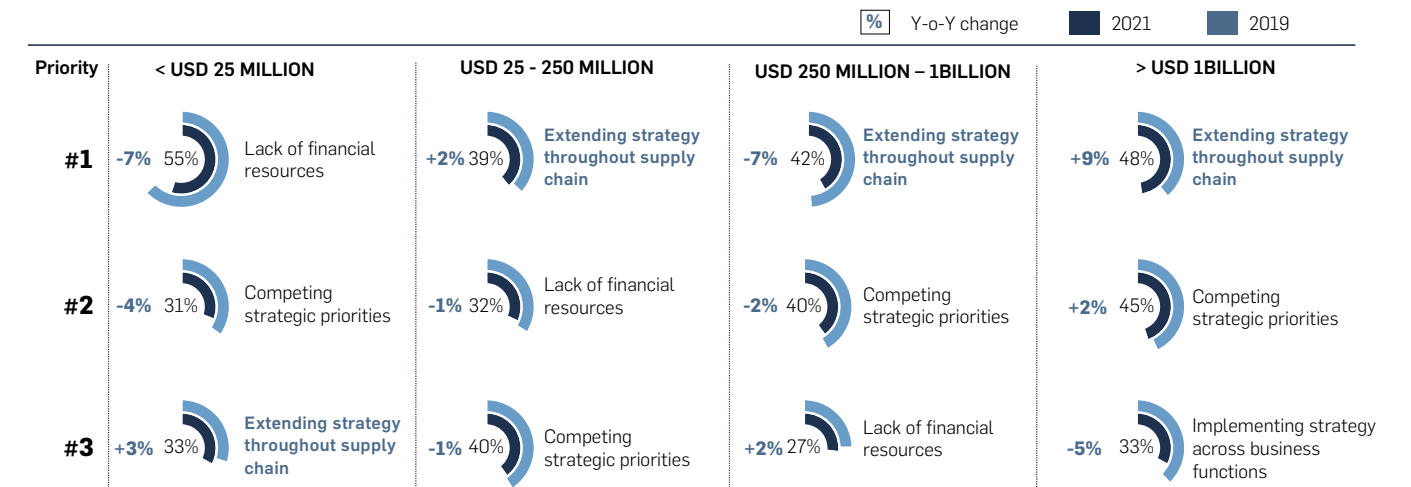 % Y-o-Y change 2021 2019
Priority < USD 25 MILLION USD 25 - 250 MILLION USD 250 MILLION – 1BILLION > USD 1BILLION
#1
-7% 55%
Lack of financial
resources
+2% 39%
Extending strategy
throughout supply
chain
-7% 42%
Extending strategy
throughout supply
chain
+9% 48%
Extending strategy
throughout supply
chain
#2
-4% 31%
Competing
strategic priorities
-1% 32%
Lack of financial
resources
-2% 40%
Competing
strategic priorities
+2% 45%
Competing
strategic priorities
#3
+3% 33%
Extending strategy
throughout supply
chain
-1% 40%
Competing
strategic priorities
+2% 27%
Lack of financial
resources
-5% 33%
Implementing strategy
across business
functions